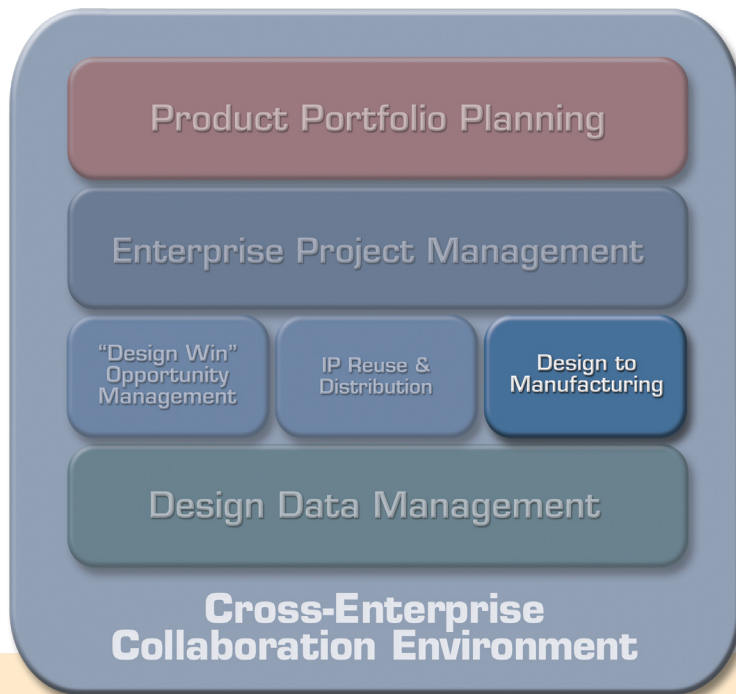 Product Portfolio Planning
Enterprise Project Management
“Design Win”
Opportunity
Management
IP Reuse &
Distribution
Design to
Manufacturing
Design Data Management
Cross-Enterprise
Collaboration Environment